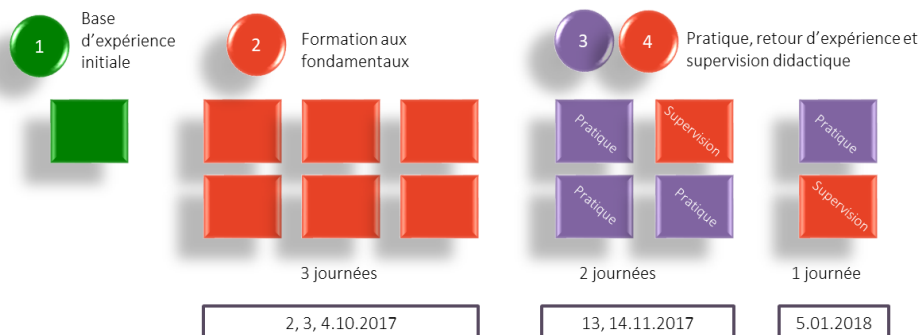 1
Base
d'expérience
initiale
2
Formation aux
fondamentaux
3
4
Pratique, retour d'expérience et
supervision didactique
Pratique
Supervision
Pratique
Pratique
Pratique
Supervision
3 journées
2 journées
1 journée
2, 3, 4.10.2017
13, 14.11.2017
5.01.2018